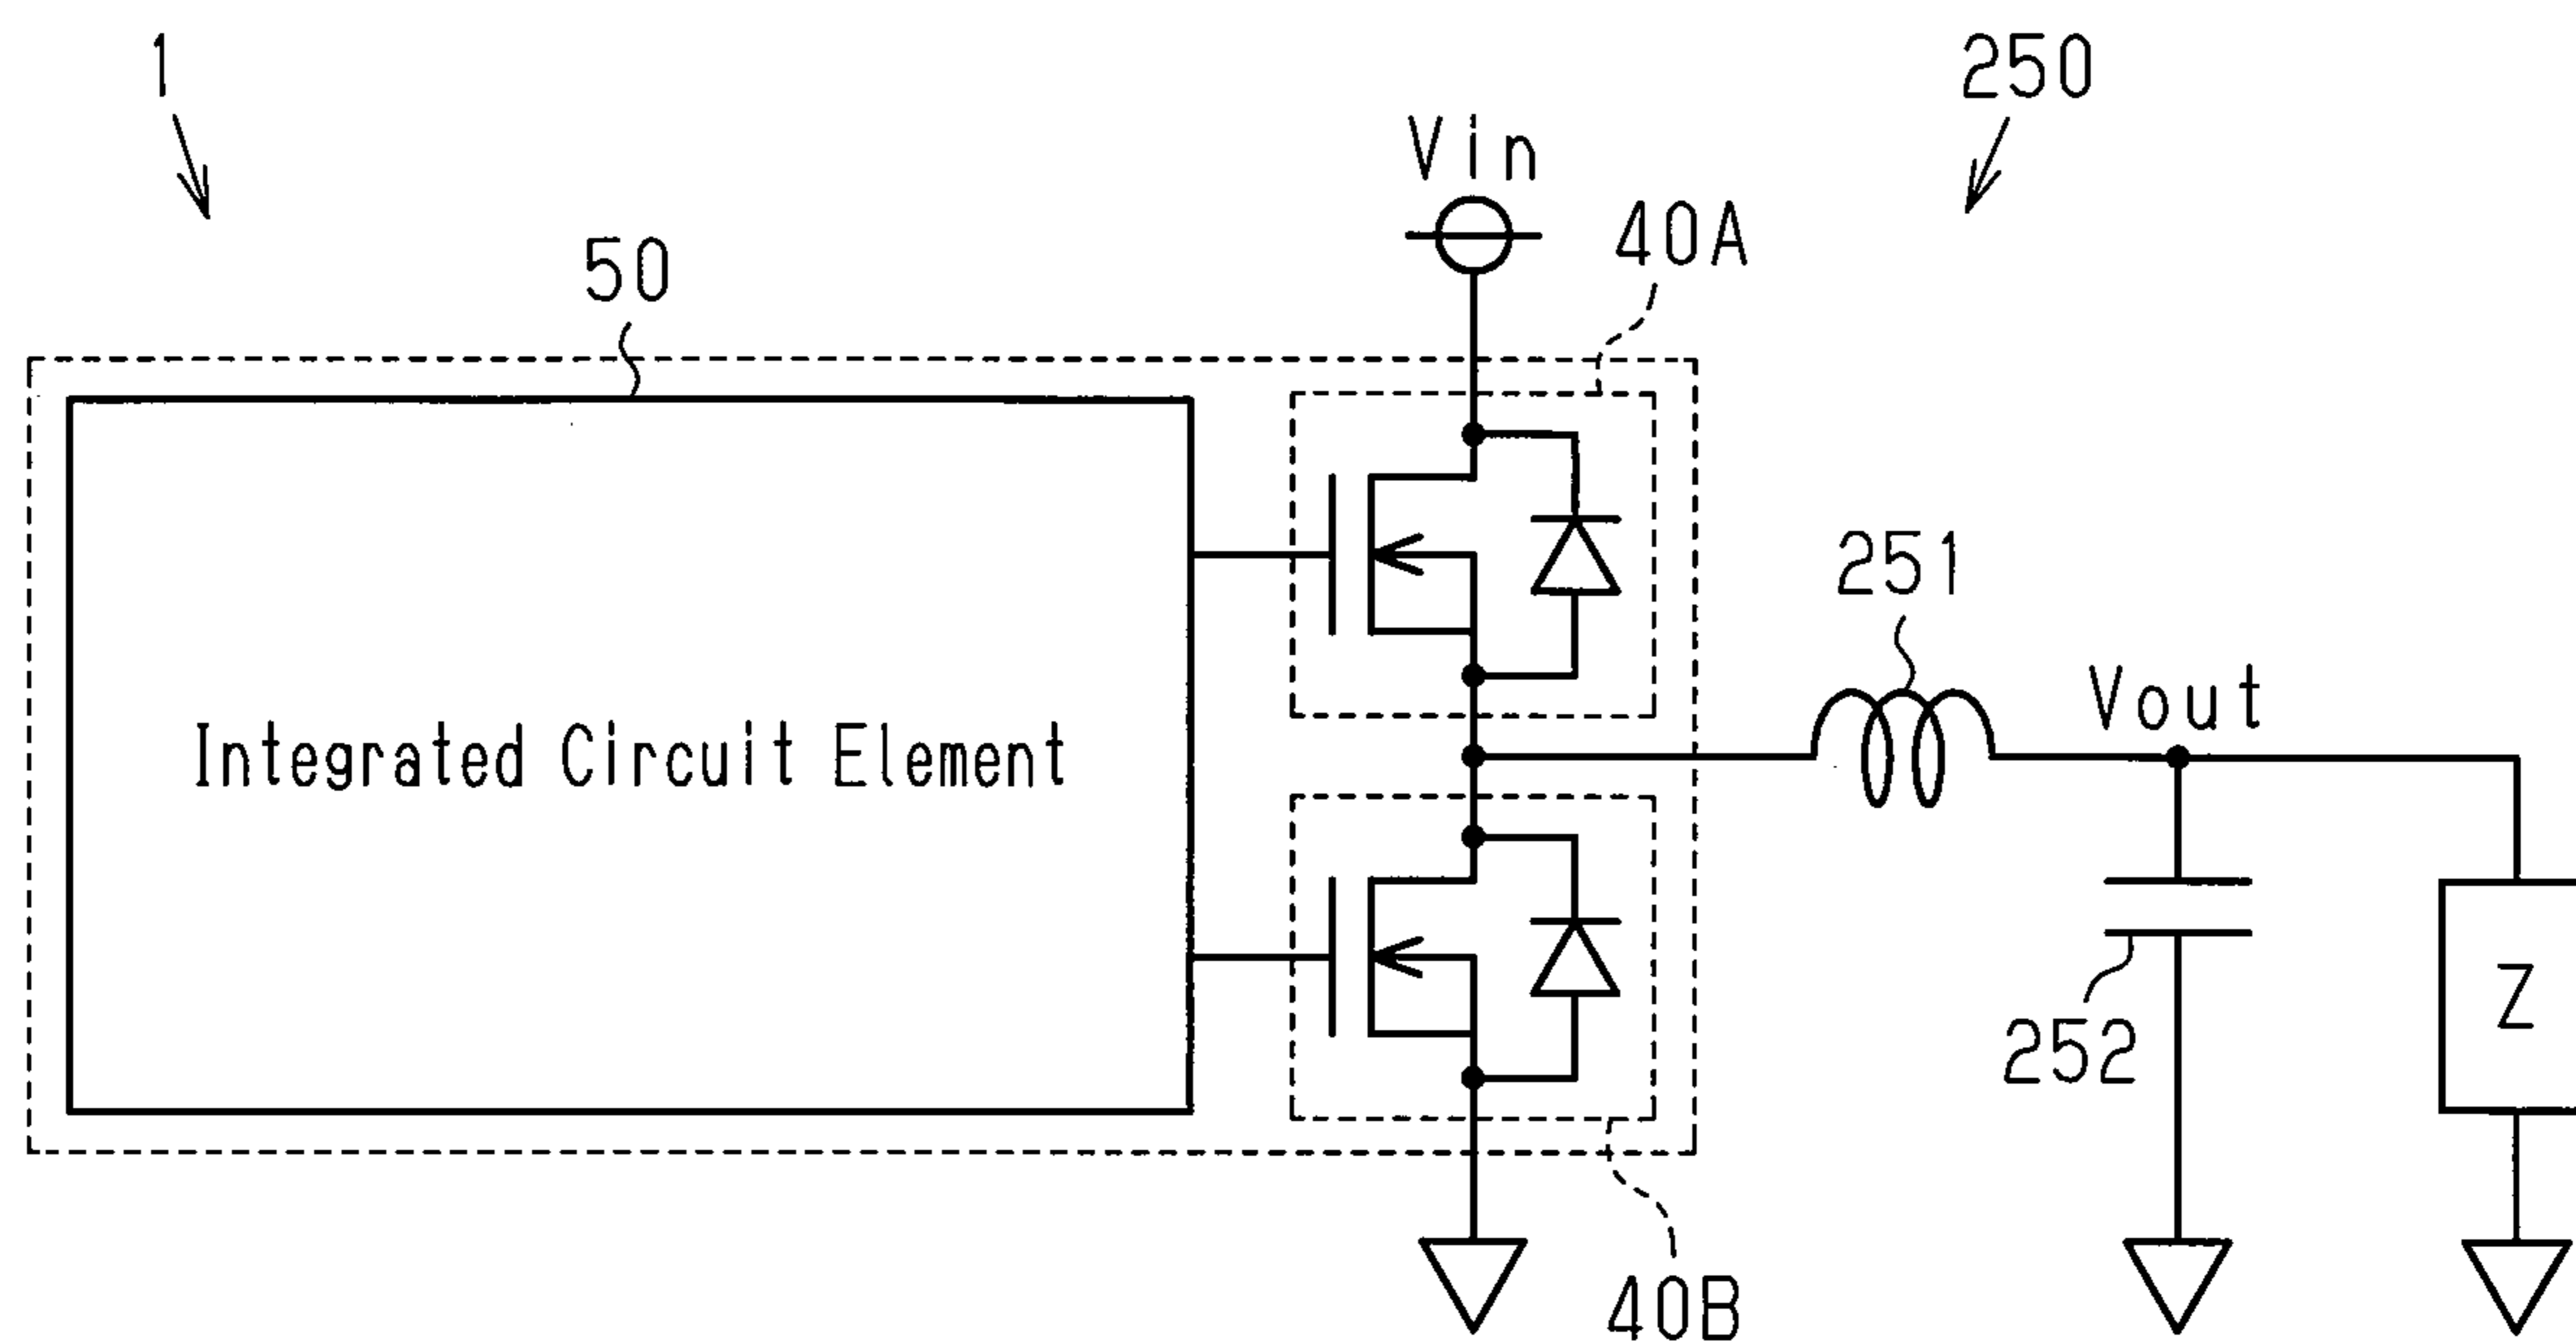 1
250
Vin
40A
50
251
Vout
Integrated Circuit Element
Z
252
40B